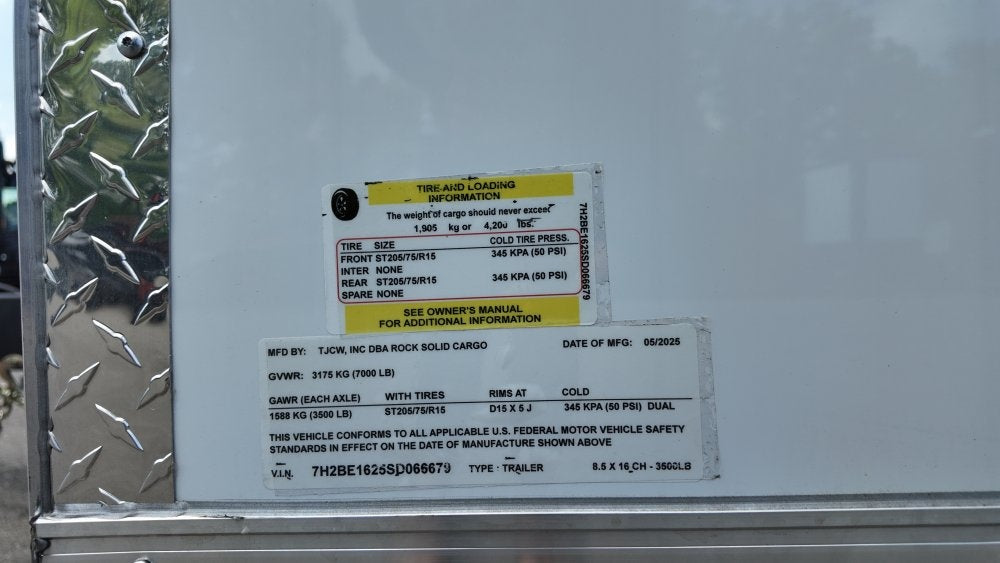 TIRE AND LOADING
INFORMATION
The weight of cargo should never exceed
1,905 kg or 4,200 lbs.
TIRE SIZE COLD TIRE PRESS.
FRONT ST205/75/R15 345 KPA (50 PSI)
INTER NONE
REAR ST205/75/R15 345 KPA (50 PSI)
SPARE NONE
SEE OWNER'S MANUAL
FOR ADDITIONAL INFORMATION
7H2BE1625SD066679
MFD BY: TJCW, INC DBA ROCK SOLID CARGO DATE OF MFG: 05/2025
GVWR: 3175 KG (7000 LB)
GAWR (EACH AXLE) WITH TIRES RIMS AT COLD
1588 KG (3500 LB) ST205/75/R15 D15 X 5 J 345 KPA (50 PSI) DUAL
THIS VEHICLE CONFORMS TO ALL APPLICABLE U.S. FEDERAL MOTOR VEHICLE SAFETY
STANDARDS IN EFFECT ON THE DATE OF MANUFACTURE SHOWN ABOVE
V.I.N. 7H2BE1625SD066679 TYPE: TRAILER 8.5 X 16 CH - 3500LB